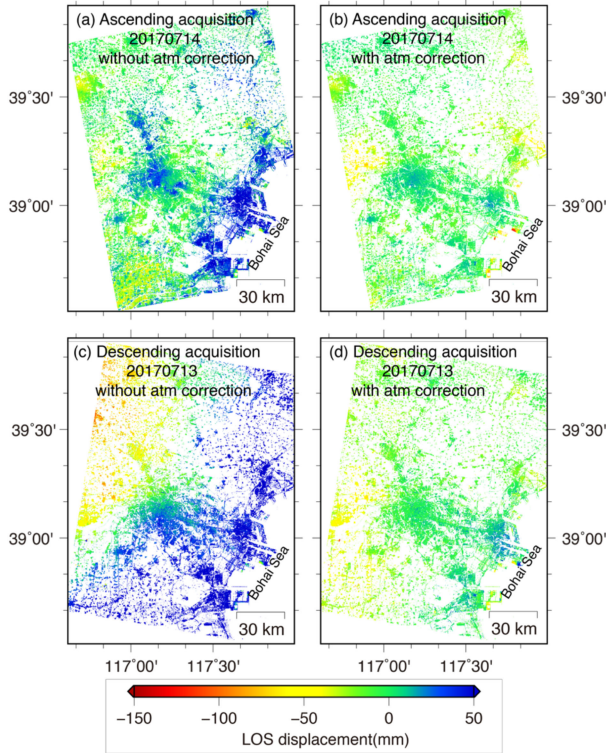 (a) Ascending acquisition
20170714
without atm correction
(b) Ascending acquisition
20170714
with atm correction
39°30'
39°30'
39°00'
39°00'
Bohai Sea
Bohai Sea
30 km
30 km
(c) Descending acquisition
20170713
without atm correction
(d) Descending acquisition
20170713
with atm correction
39°30'
39°30'
39°00'
39°00'
Bohai Sea
Bohai Sea
30 km
30 km
117°00' 117°30'
117°00' 117°30'
−150 −100 −50 0 50
LOS displacement(mm)